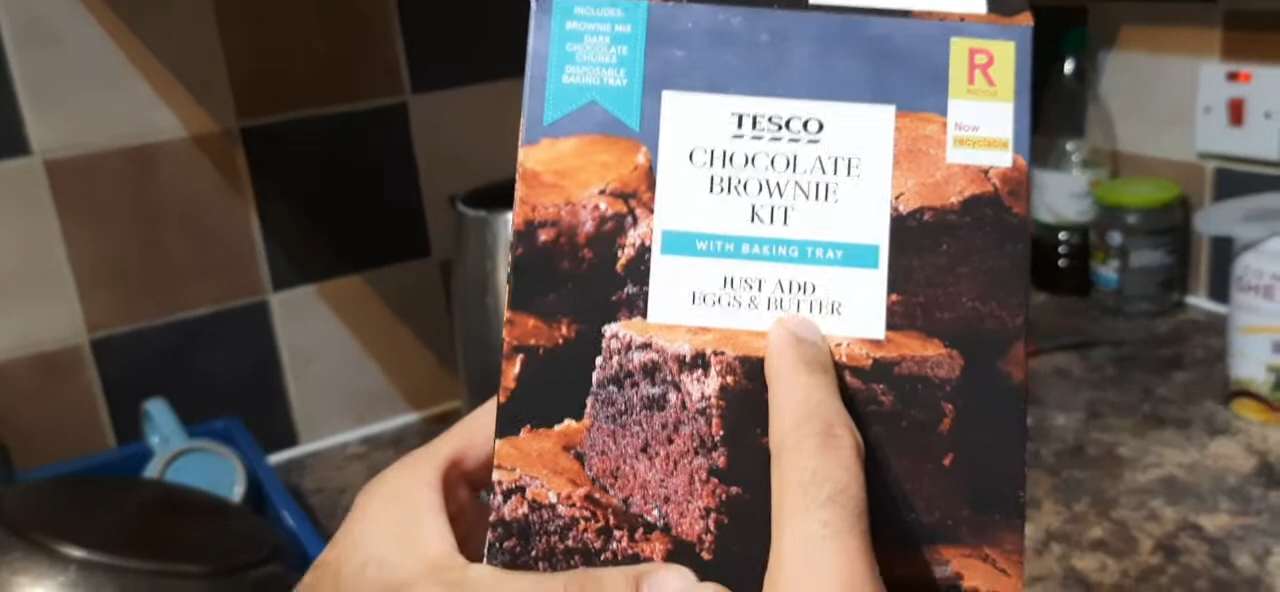 INCLUDES:
BROWNIE MIX
DARK
CHOCOLATE
CHUNKS
DISPOSABLE
BAKING TRAY
R
RECYCLE
Now
recyclable
TESCO
CHOCOLATE
BROWNIE
KIT
WITH BAKING TRAY
JUST ADD
EGGS & BUTTER